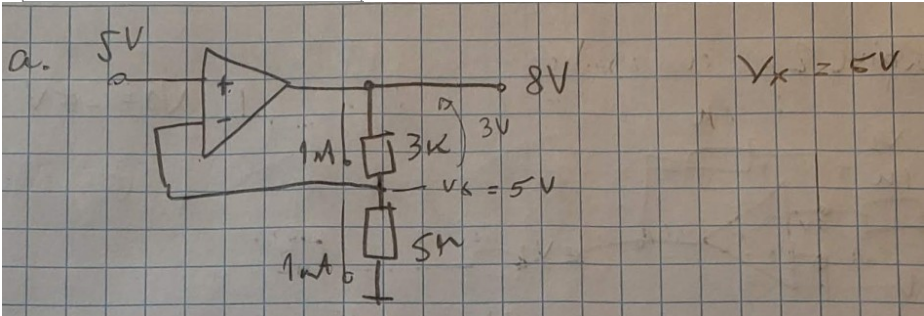 a. 5V
Vx = 5V
+
8V
-
3V
1mA 3K
Vx = 5V
5K
1mA